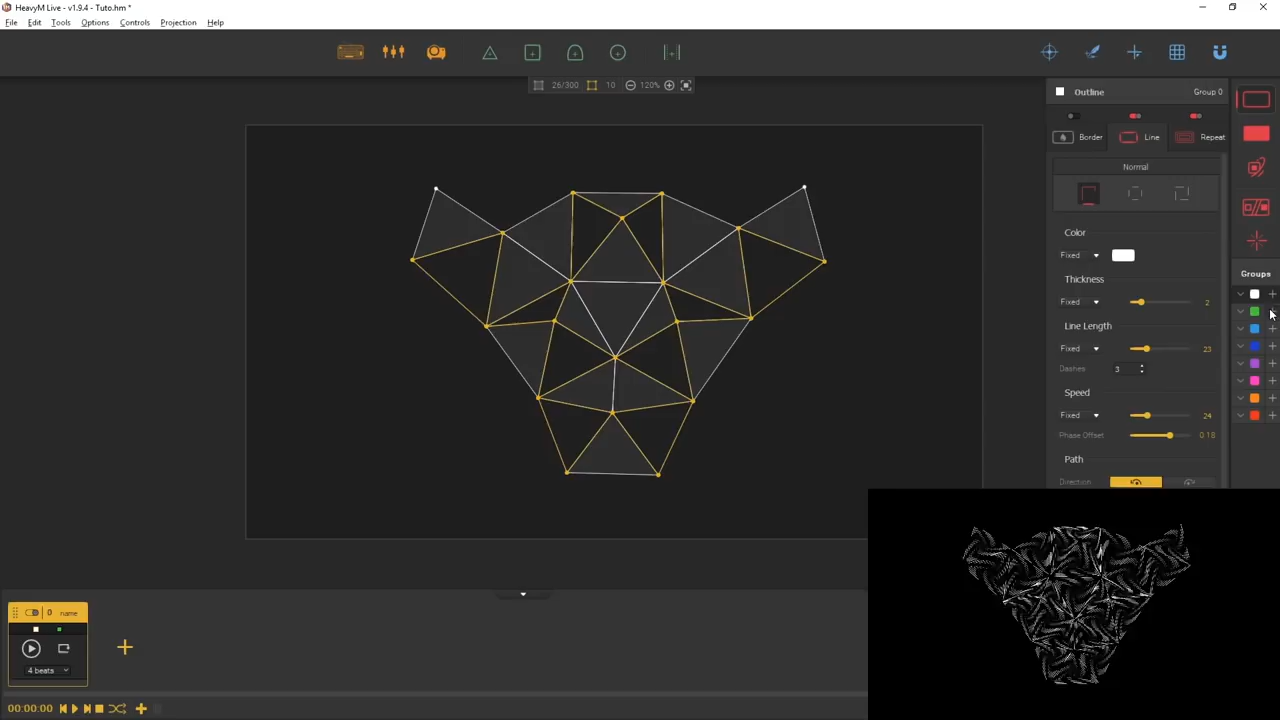 HeavyM Live - v1.9.4 - Tuto.hm *
File Edit Tools Options Controls Projection Help
26/300 10 120%
Outline Group 0
Border Line Repeat
Normal
Color
Fixed
Thickness
Fixed 2
Line Length
Fixed 23
Dashes 3
Speed
Fixed 24
Phase Offset 0.18
Path
Direction
Groups
0 name
4 beats
00:00:00